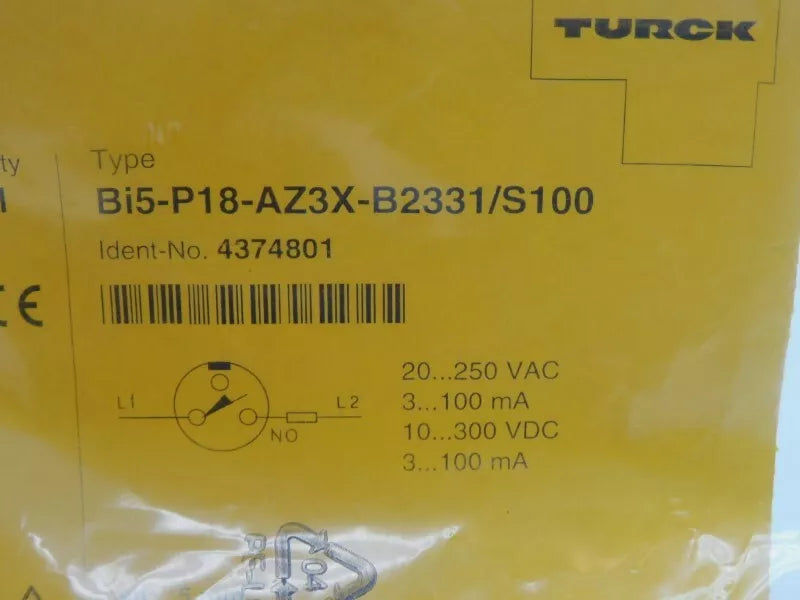 TURCK
Type
Bi5-P18-AZ3X-B2331/S100
Ident-No. 4374801
CE
L1
L2
NO
20...250 VAC
3...100 mA
10...300 VDC
3...100 mA
04